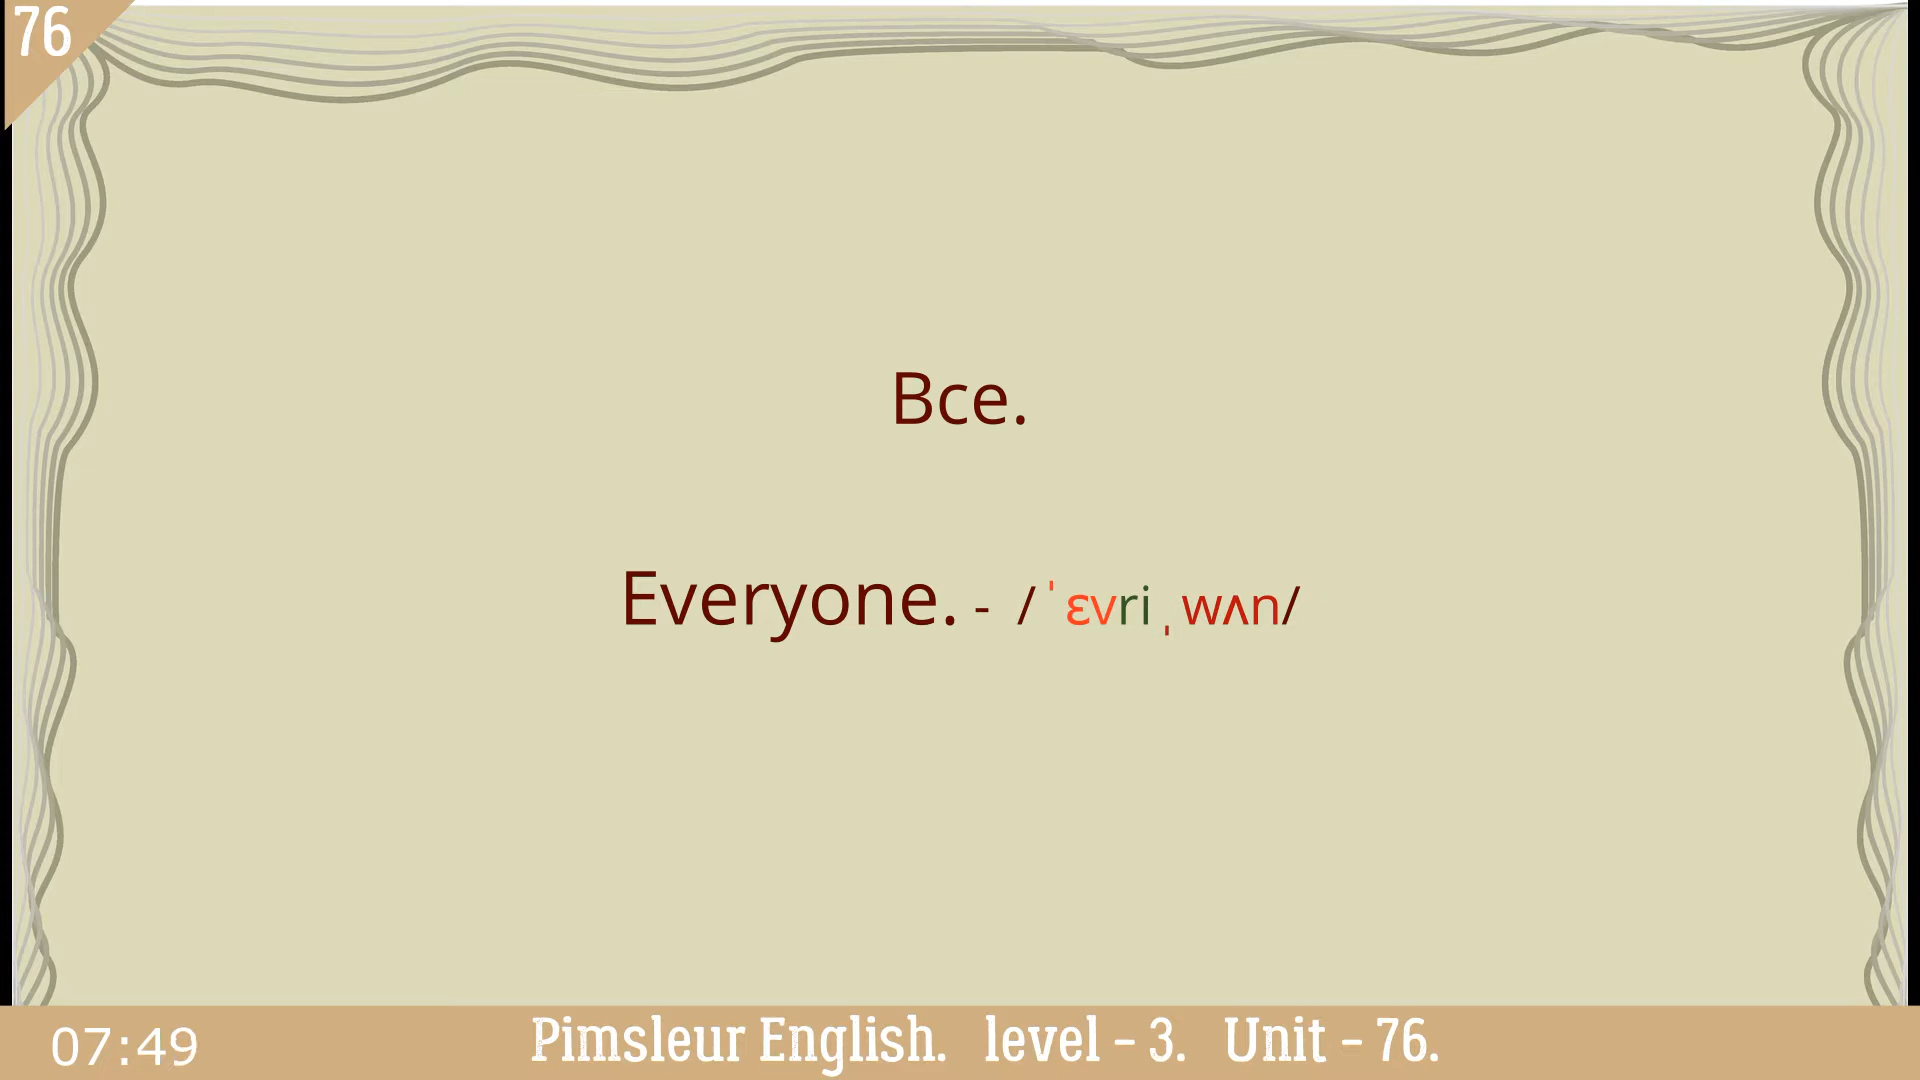 76
Все.
Everyone. - /ˈɛvriˌwʌn/
07:49
Pimsleur English. level - 3. Unit - 76.